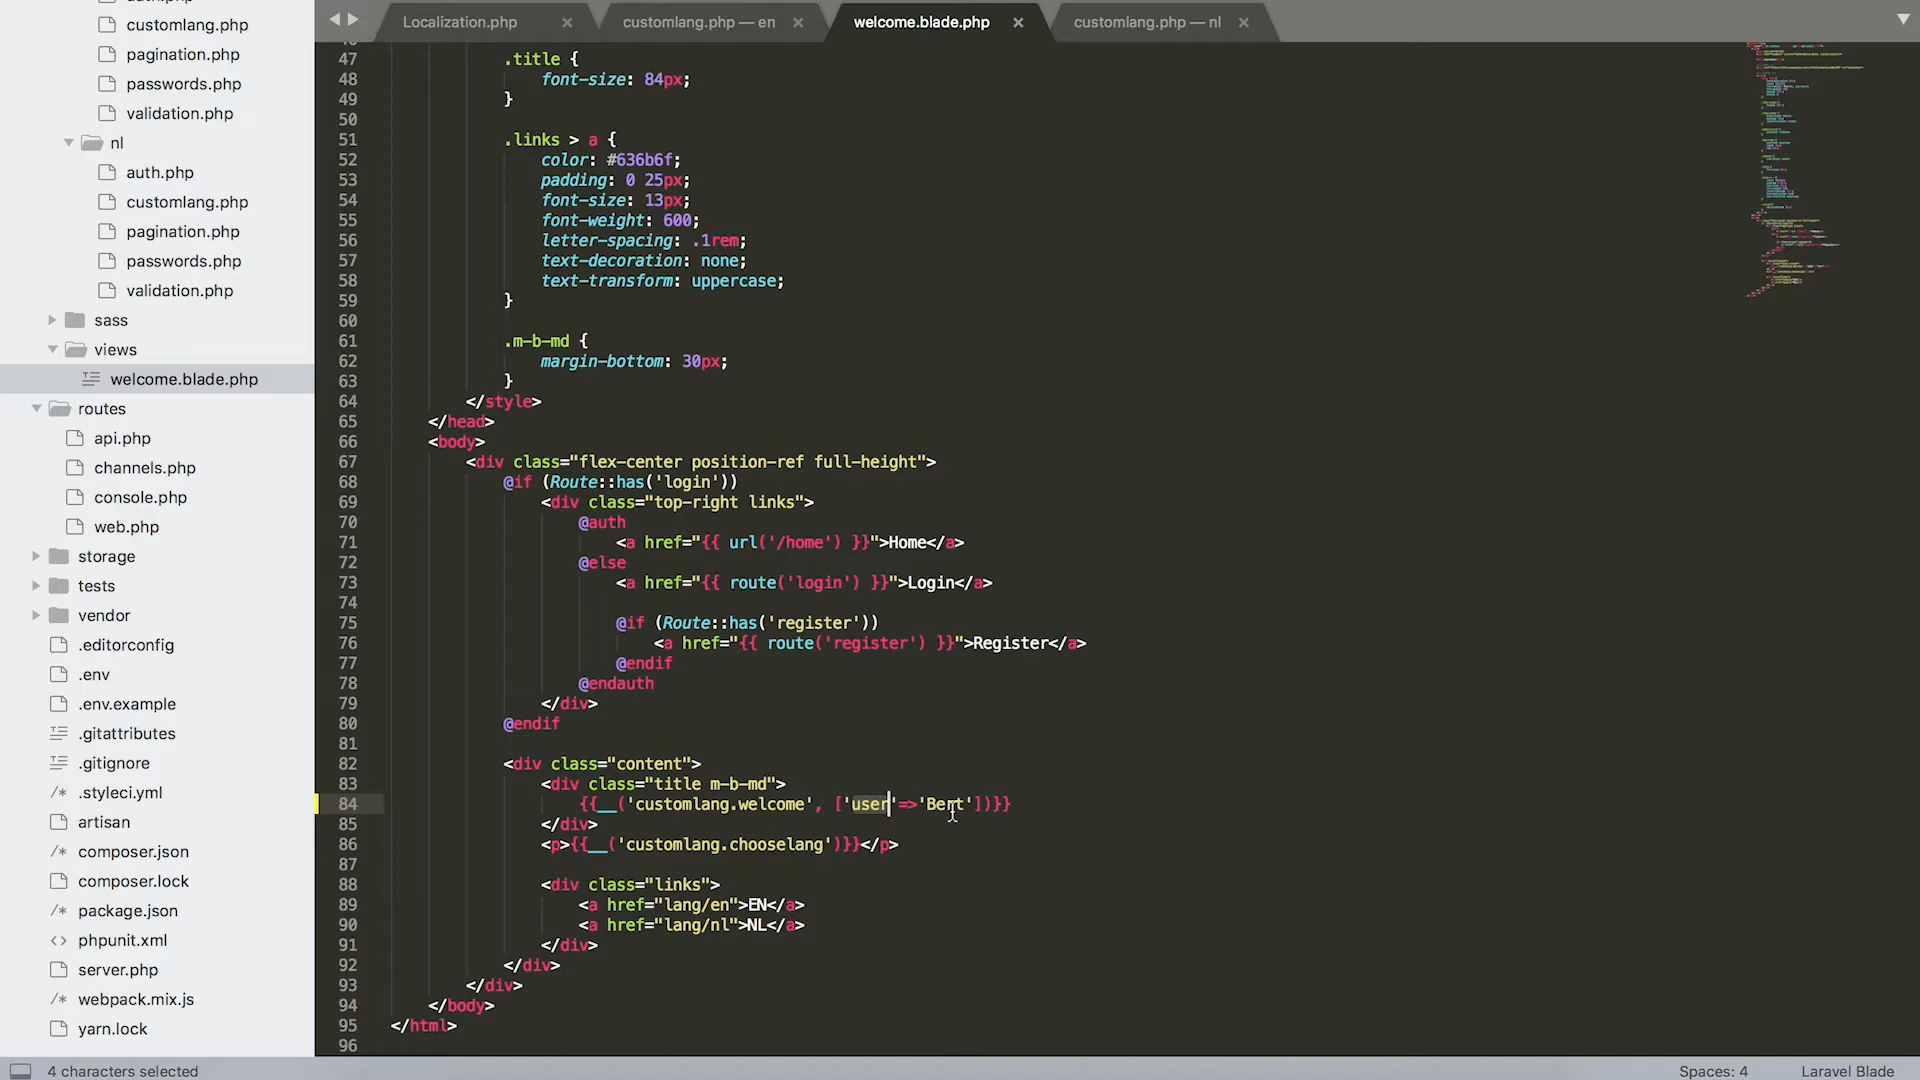 Localization.php
customlang.php — en
welcome.blade.php
customlang.php — nl
customlang.php
pagination.php
passwords.php
validation.php
nl
auth.php
customlang.php
pagination.php
passwords.php
validation.php
sass
views
welcome.blade.php
routes
api.php
channels.php
console.php
web.php
storage
tests
vendor
.editorconfig
.env
.env.example
.gitattributes
.gitignore
.styleci.yml
artisan
composer.json
composer.lock
package.json
phpunit.xml
server.php
webpack.mix.js
yarn.lock
47 .title {
48 font-size: 84px;
49 }
50
51 .links > a {
52 color: #636b6f;
53 padding: 0 25px;
54 font-size: 13px;
55 font-weight: 600;
56 letter-spacing: .1rem;
57 text-decoration: none;
58 text-transform: uppercase;
59 }
60
61 .m-b-md {
62 margin-bottom: 30px;
63 }
64 </style>
65 </head>
66 <body>
67 <div class="flex-center position-ref full-height">
68 @if (Route::has('login'))
69 <div class="top-right links">
70 @auth
71 <a href="{{ url('/home') }}">Home</a>
72 @else
73 <a href="{{ route('login') }}">Login</a>
74
75 @if (Route::has('register'))
76 <a href="{{ route('register') }}">Register</a>
77 @endif
78 @endauth
79 </div>
80 @endif
81
82 <div class="content">
83 <div class="title m-b-md">
84 {{__('customlang.welcome', ['user'=>'Bert'])}}
85 </div>
86 <p>{{__('customlang.chooselang')}}</p>
87
88 <div class="links">
89 <a href="lang/en">EN</a>
90 <a href="lang/nl">NL</a>
91 </div>
92 </div>
93 </div>
94 </body>
95 </html>
96
4 characters selected
Spaces: 4
Laravel Blade